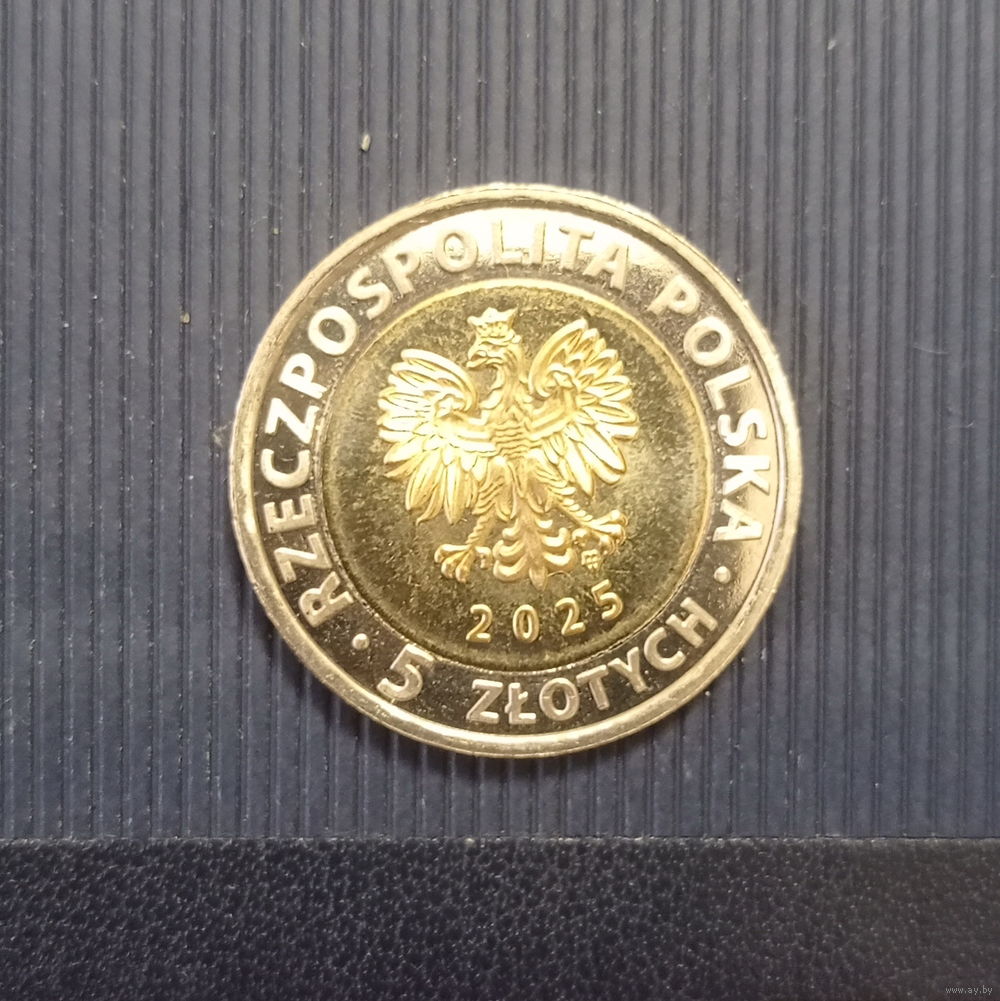 RZECZPOSPOLITA POLSKA
2025
• 5 ZŁOTYCH •
www.ay.by